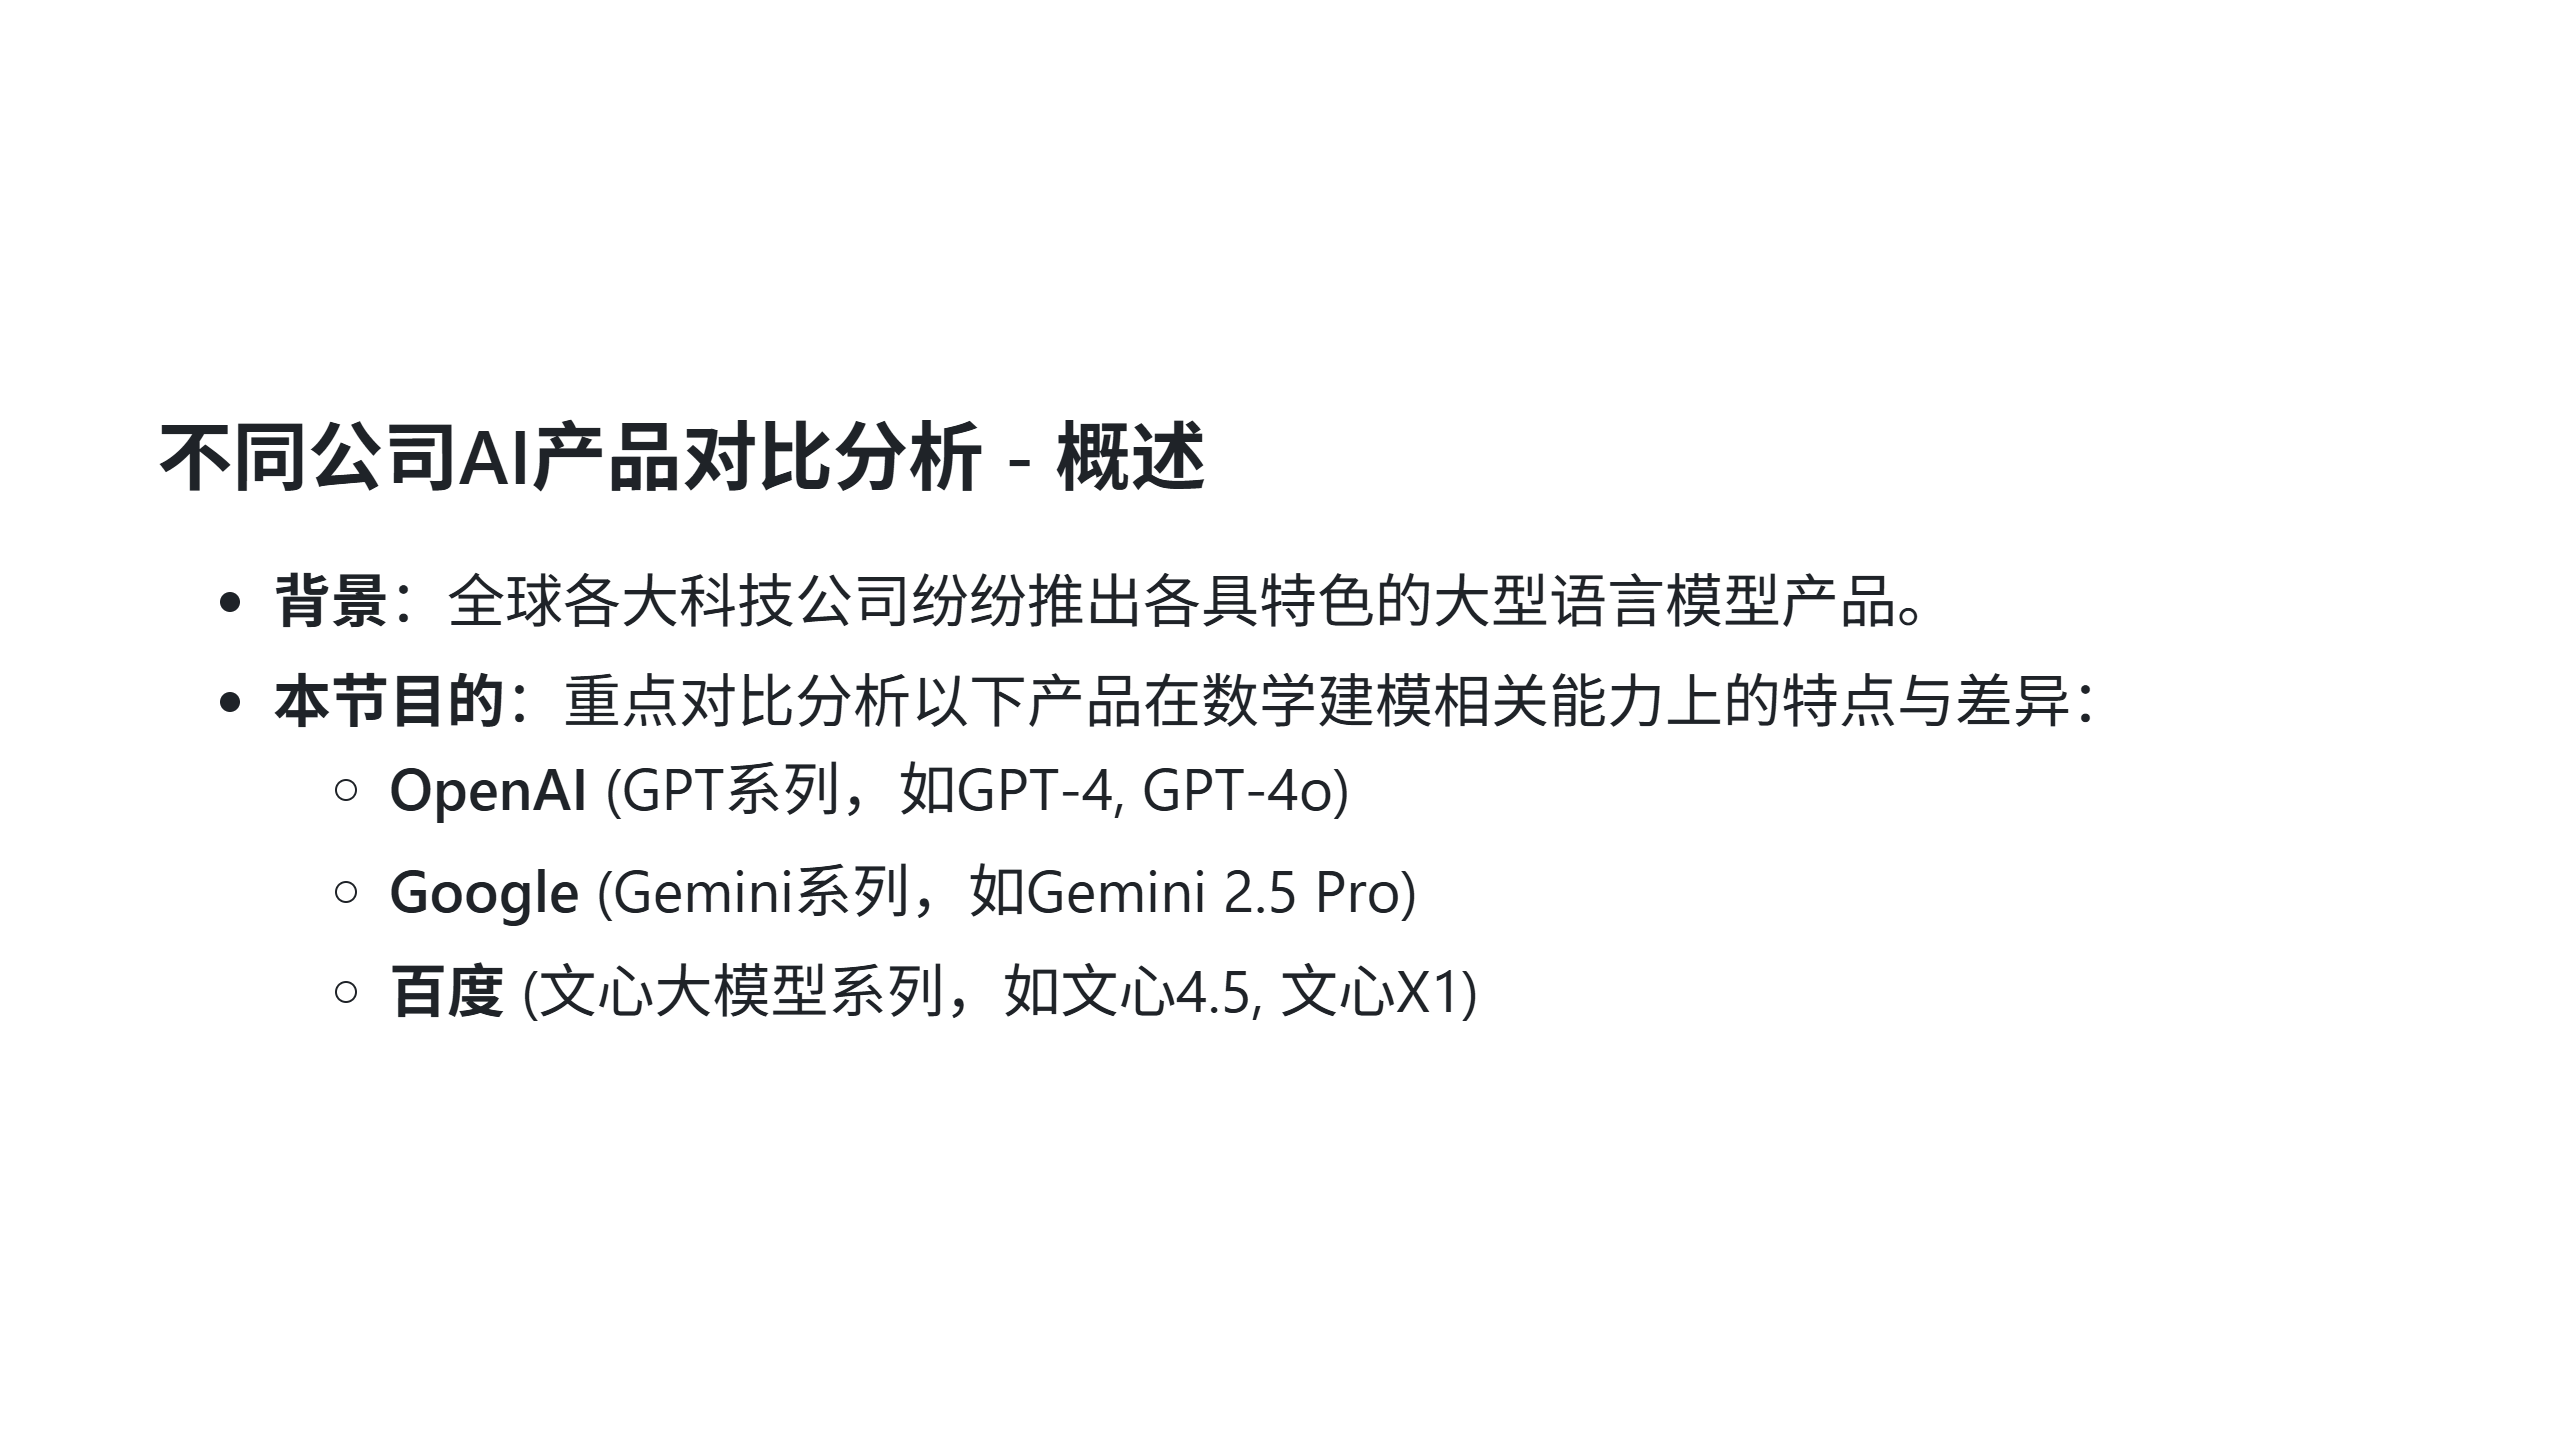 不同公司AI产品对比分析 - 概述
背景：全球各大科技公司纷纷推出各具特色的大型语言模型产品。
本节目的：重点对比分析以下产品在数学建模相关能力上的特点与差异：
OpenAI (GPT系列，如GPT-4, GPT-4o)
Google (Gemini系列，如Gemini 2.5 Pro)
百度 (文心大模型系列，如文心4.5, 文心X1)